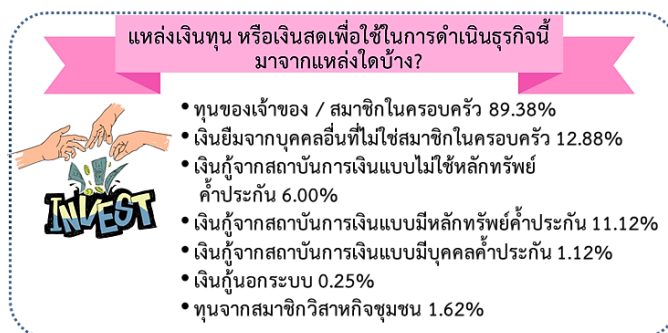 แหล่งเงินทุน หรือเงินสดเพื่อใช้ในการดำเนินธุรกิจนี้
มาจากแหล่งใดบ้าง?
• ทุนของเจ้าของ / สมาชิกในครอบครัว 89.38%
• เงินยืมจากบุคคลอื่นที่ไม่ใช่สมาชิกในครอบครัว 12.88%
• เงินกู้จากสถาบันการเงินแบบไม่ใช้หลักทรัพย์
ค้ำประกัน 6.00%
• เงินกู้จากสถาบันการเงินแบบมีหลักทรัพย์ค้ำประกัน 11.12%
• เงินกู้จากสถาบันการเงินแบบมีบุคคลค้ำประกัน 1.12%
• เงินกู้นอกระบบ 0.25%
• ทุนจากสมาชิกวิสาหกิจชุมชน 1.62%
INVEST